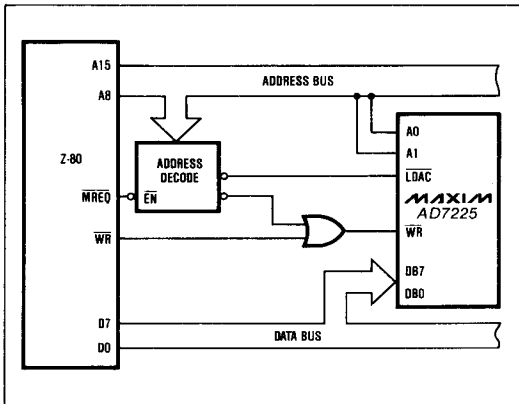 A15
ADDRESS BUS
A8
Z-80
ADDRESS
DECODE
A0
A1
LDAC
MAXIM
AD7225
MREQ
EN
WR
WR
DB7
DB0
D7
D0
DATA BUS